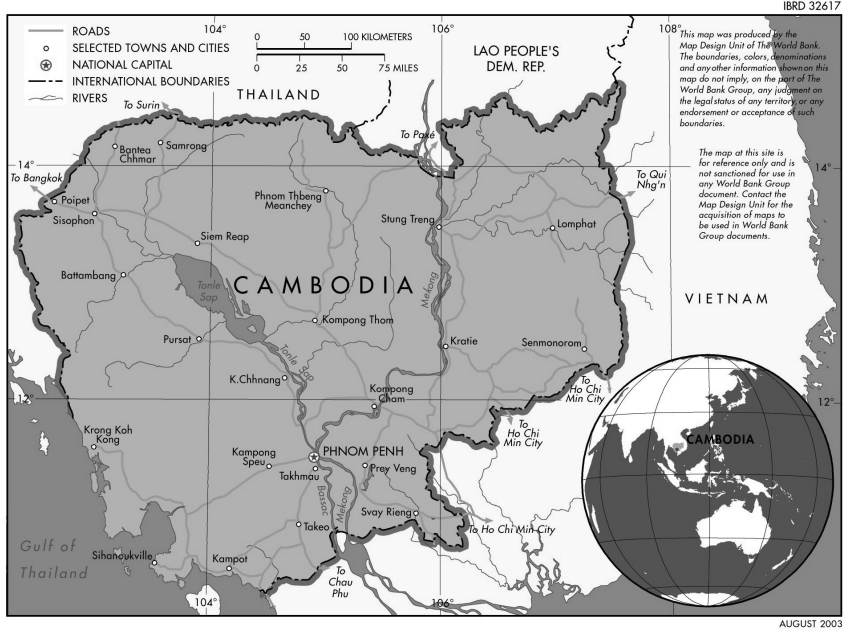 IBRD 32617
104°
106°
108°
ROADS
SELECTED TOWNS AND CITIES
NATIONAL CAPITAL
INTERNATIONAL BOUNDARIES
RIVERS
0 50 100 KILOMETERS
0 25 50 75 MILES
This map was produced by the
Map Design Unit of The World Bank.
The boundaries, colors, denominations
and any other information shown on this
map do not imply, on the part of The
World Bank Group, any judgment on
the legal status of any territory, or any
endorsement or acceptance of such
boundaries.
The map at this site is
for reference only and is
not sanctioned for use in
any World Bank Group
document. Contact the
Map Design Unit for the
acquisition of maps to
be used in World Bank
Group documents.
LAO PEOPLE'S
DEM. REP.
THAILAND
To Surin
To Paxé
Bantea
Chhmar
Samrong
14°
14°
To Bangkok
To Qui
Nhg'n
Poipet
Sisophon
Phnom Thbeng
Meanchey
Stung Treng
Lomphat
Siem Reap
Battambang
Tonle
Sap
CAMBODIA
Mekong
VIETNAM
Kompong Thom
Pursat
Kratie
Senmonorom
Tonle Sap
K.Chhnang
Kompong
Cham
To
Ho Chi
Min City
12°
12°
To
Ho Chi
Min City
Krong Koh
Kong
CAMBODIA
Kampong
Speu
PHNOM PENH
Takhmau
Prey Veng
Bassac
Mekong
Svay Rieng
Takeo
To Ho Chi Min City
Gulf of
Thailand
Sihanoukville
Kampot
To
Chau
Phu
104°
106°
AUGUST 2003